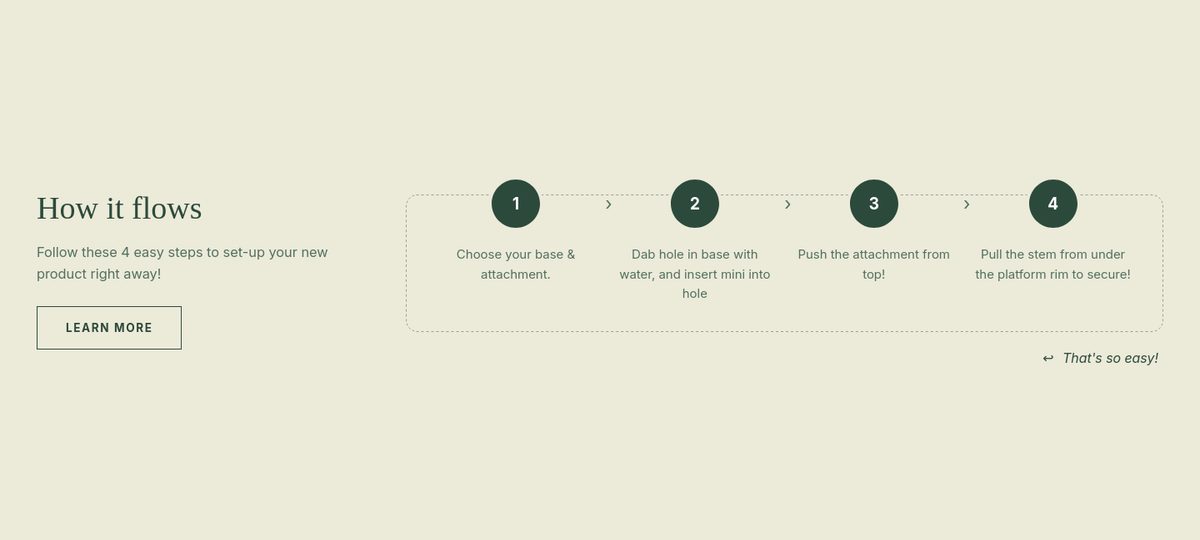 How it flows
Follow these 4 easy steps to set-up your new
product right away!
LEARN MORE
1
Choose your base &
attachment.
›
2
Dab hole in base with
water, and insert mini into
hole
›
3
Push the attachment from
top!
›
4
Pull the stem from under
the platform rim to secure!
↩ That's so easy!